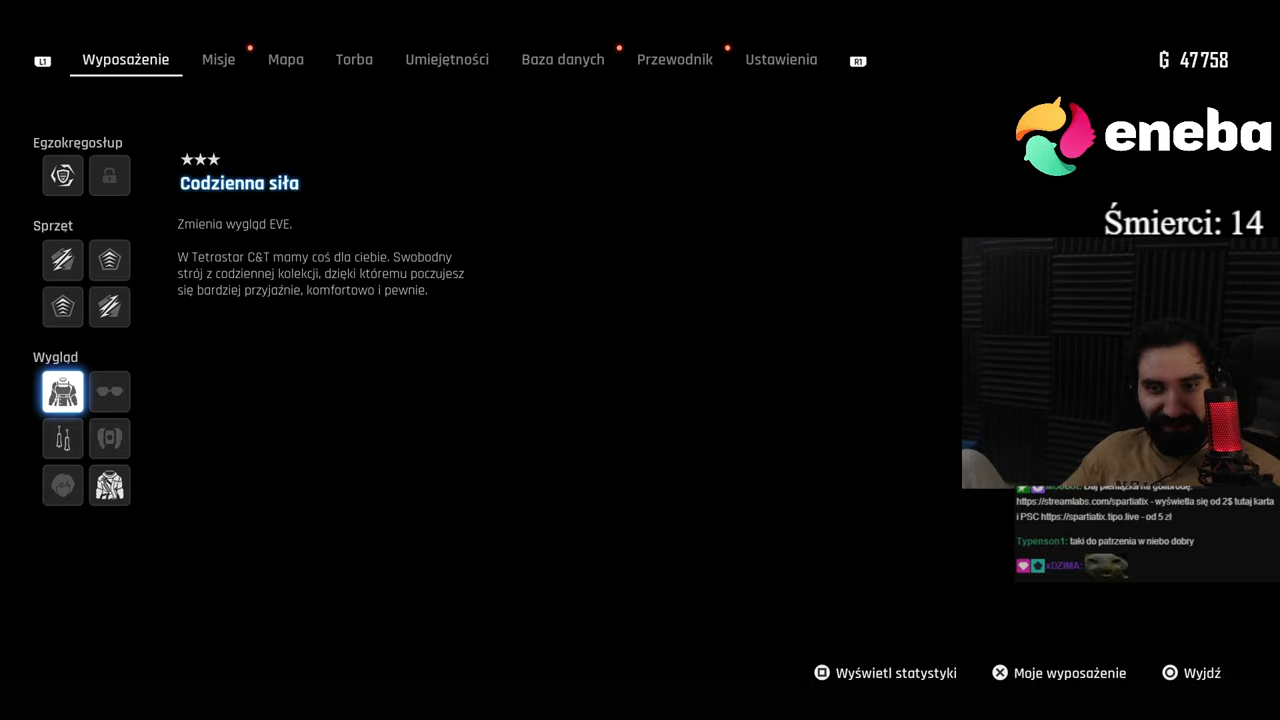 L1 Wyposażenie Misje Mapa Torba Umiejętności Baza danych Przewodnik Ustawienia R1 47758
eneba
Egzokręgosłup
★★★
Codzienna siła
Śmierci: 14
Sprzęt
Zmienia wygląd EVE.
W Tetrastar C&T mamy coś dla ciebie. Swobodny
strój z codziennej kolekcji, dzięki któremu poczujesz
się bardziej przyjaźnie, komfortowo i pewnie.
Wygląd
https://streamlabs.com/spartiatix - wyświetla się od 2$ tutaj karta
i PSC https://spartiatix.tipo.live - od 5 zł
Typenson1: taki do patrzenia w niebo dobry
xDZIMA:
Wyświetl statystyki Moje wyposażenie Wyjdź